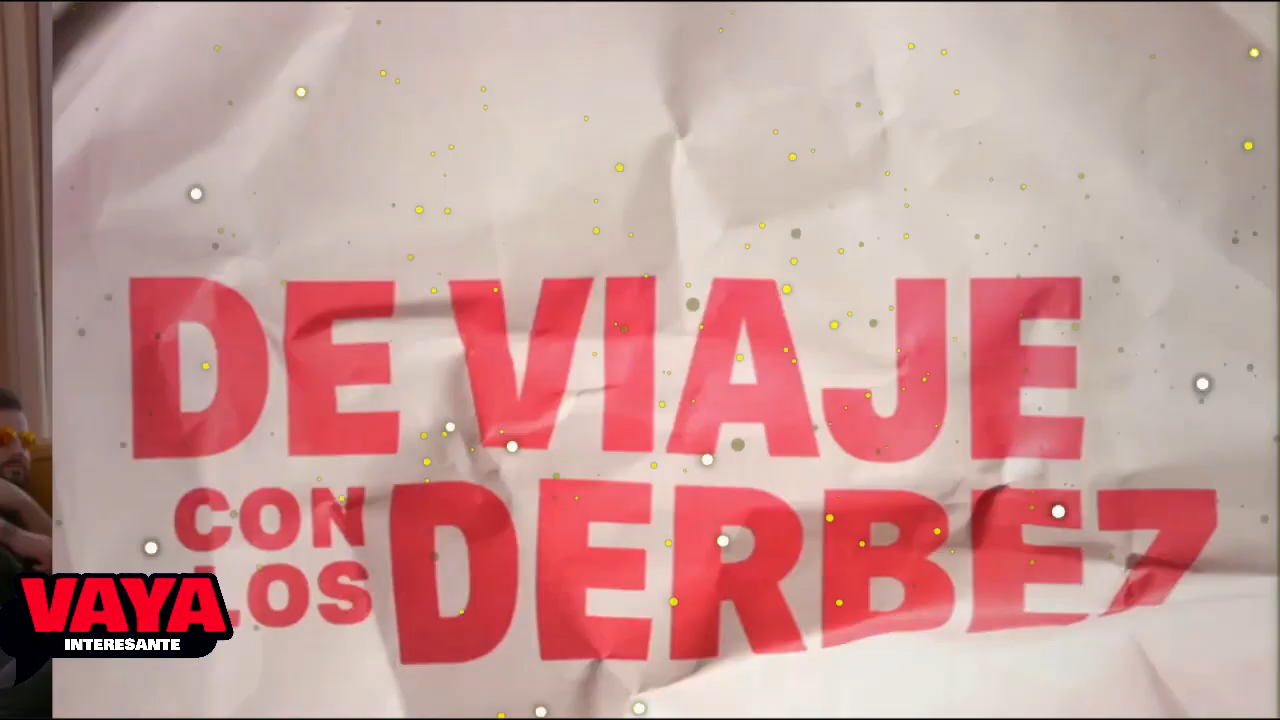 DE VIAJE
CON
LOS
DERBEZ
VAYA
INTERESANTE